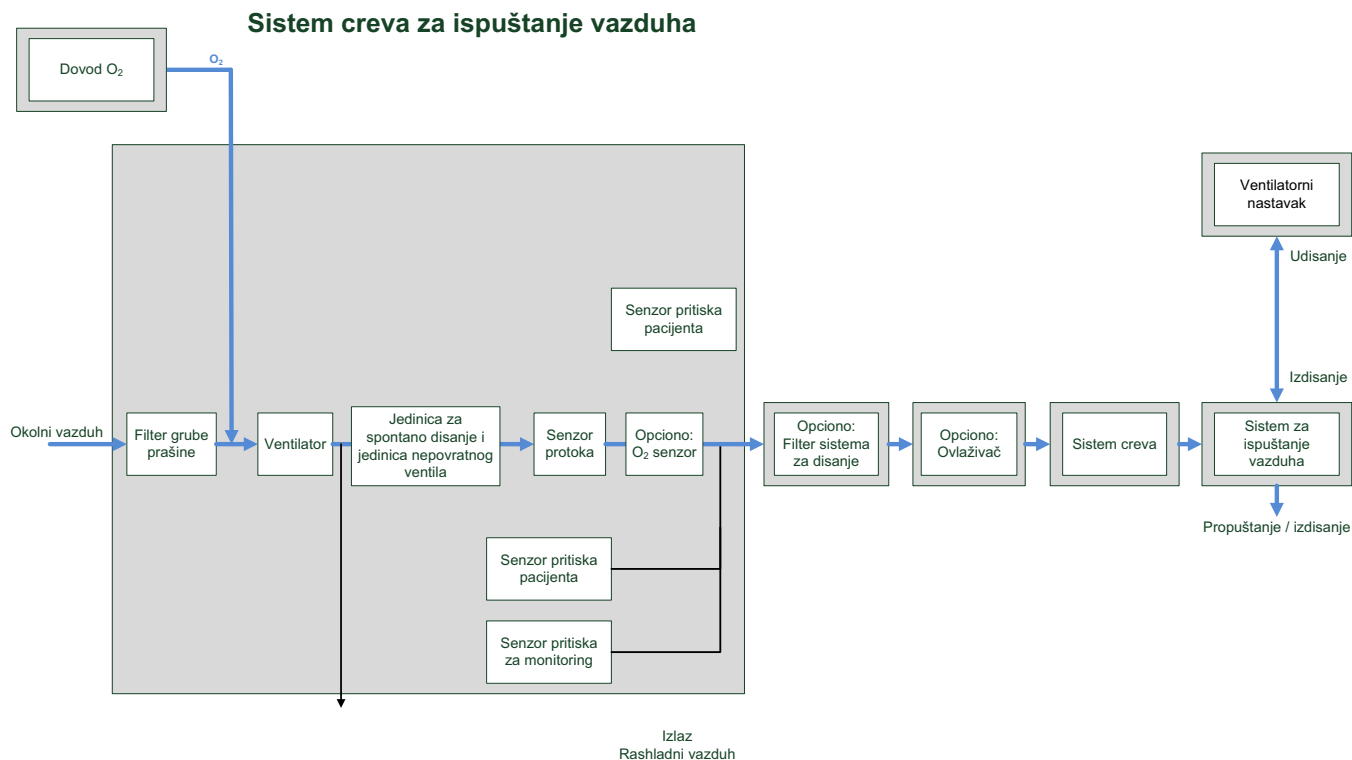 Sistem creva za ispuštanje vazduha
Dovod O₂
O₂
Ventilatorni
nastavak
Udisanje
Senzor pritiska
pacijenta
Izdisanje
Okolni vazduh
Filter grube
prašine
Ventilator
Jedinica za
spontano disanje i
jedinica nepovratnog
ventila
Senzor
protoka
Opciono:
O₂ senzor
Opciono:
Filter sistema
za disanje
Opciono:
Ovlaživač
Sistem creva
Sistem za
ispuštanje
vazduha
Propuštanje / izdisanje
Senzor pritiska
pacijenta
Senzor pritiska
za monitoring
Izlaz
Rashladni vazduh